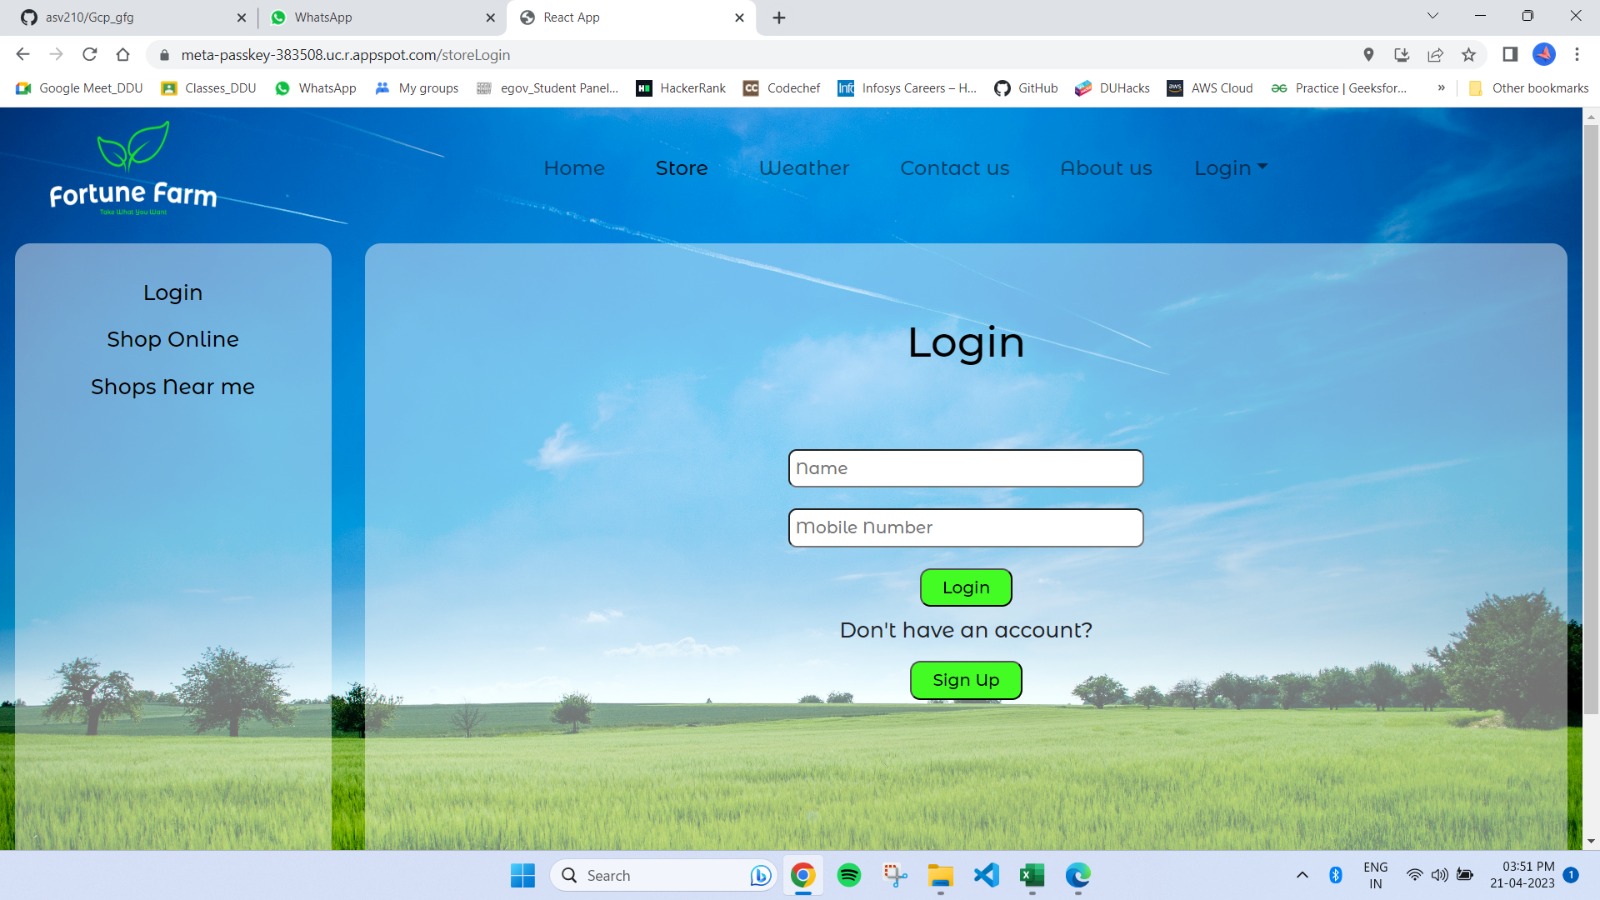 asv210/Gcp_gfg
WhatsApp
React App
meta-passkey-383508.uc.r.appspot.com/storeLogin
Google Meet_DDU
Classes_DDU
WhatsApp
My groups
egov_Student Panel...
HackerRank
Codechef
Infosys Careers – H...
GitHub
DUHacks
AWS Cloud
Practice | Geeksfor...
»
Other bookmarks
Fortune Farm
Take What You Want
Home
Store
Weather
Contact us
About us
Login
Login
Shop Online
Shops Near me
Login
Name
Mobile Number
Login
Don't have an account?
Sign Up
Search
ENG
IN
03:51 PM
21-04-2023
1